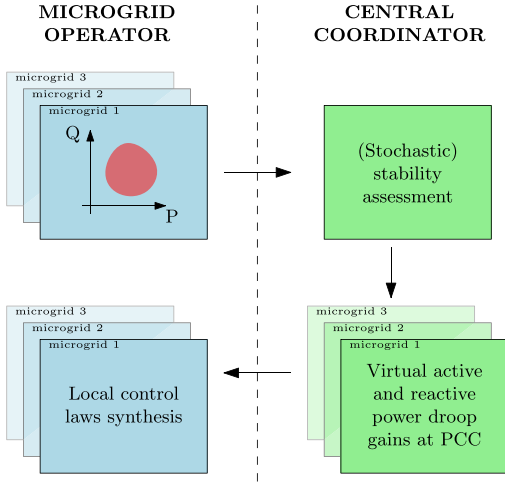 MICROGRID
OPERATOR
CENTRAL
COORDINATOR
microgrid 3
microgrid 2
microgrid 1
Q
P
(Stochastic)
stability
assessment
microgrid 3
microgrid 2
microgrid 1
Local control
laws synthesis
microgrid 3
microgrid 2
microgrid 1
Virtual active
and reactive
power droop
gains at PCC